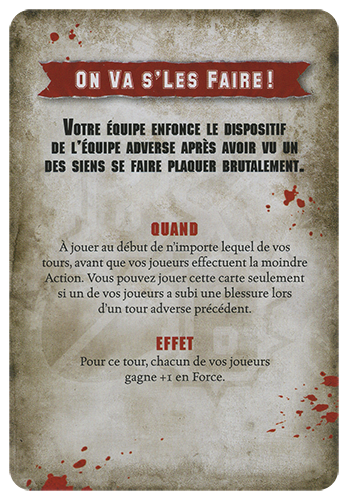 On Va s'Les Faire !
Votre équipe enfonce le dispositif
de l'équipe adverse après avoir vu un
des siens se faire plaquer brutalement.
QUAND
À jouer au début de n'importe lequel de vos
tours, avant que vos joueurs effectuent la moindre
Action. Vous pouvez jouer cette carte seulement
si un de vos joueurs a subi une blessure lors
d'un tour adverse précédent.
EFFET
Pour ce tour, chacun de vos joueurs
gagne +1 en Force.